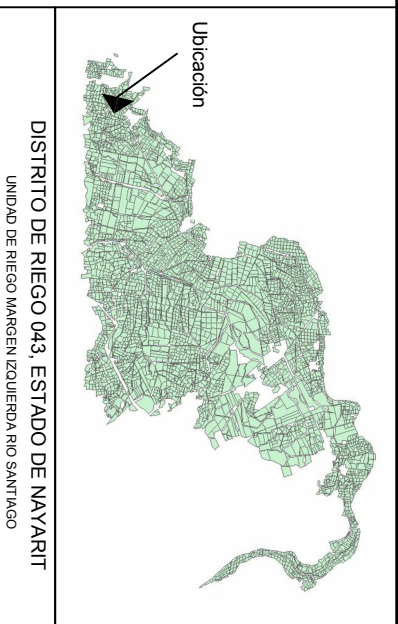 Ubicación
DISTRITO DE RIEGO 043, ESTADO DE NAYARIT
UNIDAD DE RIEGO MARGEN IZQUIERDA RIO SANTIAGO